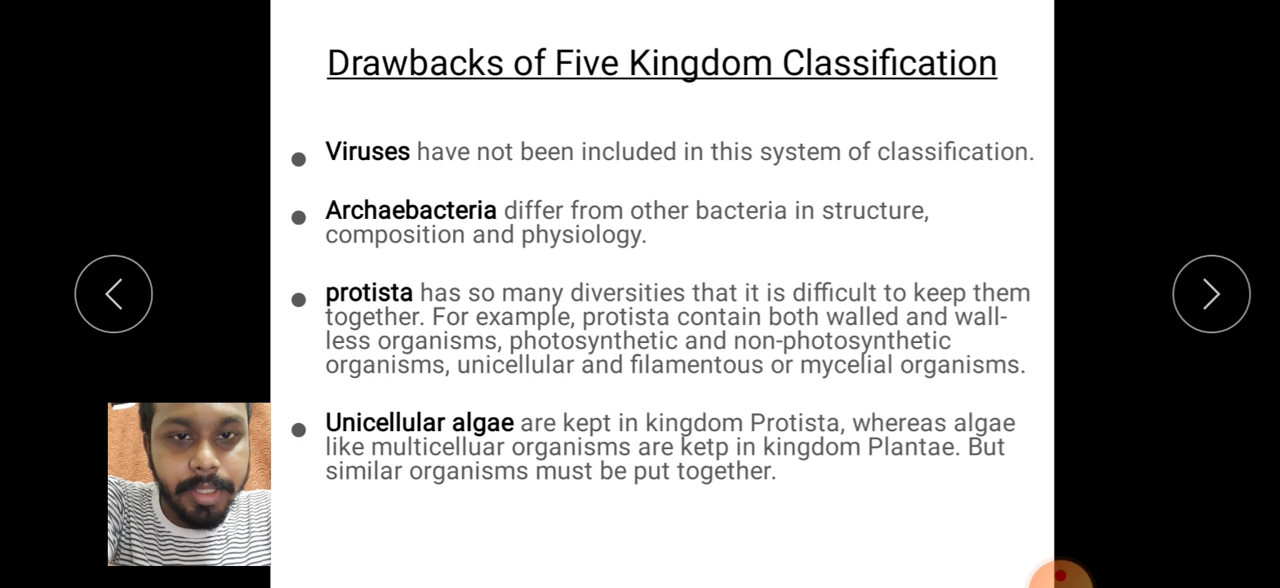 Drawbacks of Five Kingdom Classification
Viruses have not been included in this system of classification.
Archaebacteria differ from other bacteria in structure,
composition and physiology.
protista has so many diversities that it is difficult to keep them
together. For example, protista contain both walled and wall-
less organisms, photosynthetic and non-photosynthetic
organisms, unicellular and filamentous or mycelial organisms.
Unicellular algae are kept in kingdom Protista, whereas algae
like multicelluar organisms are ketp in kingdom Plantae. But
similar organisms must be put together.